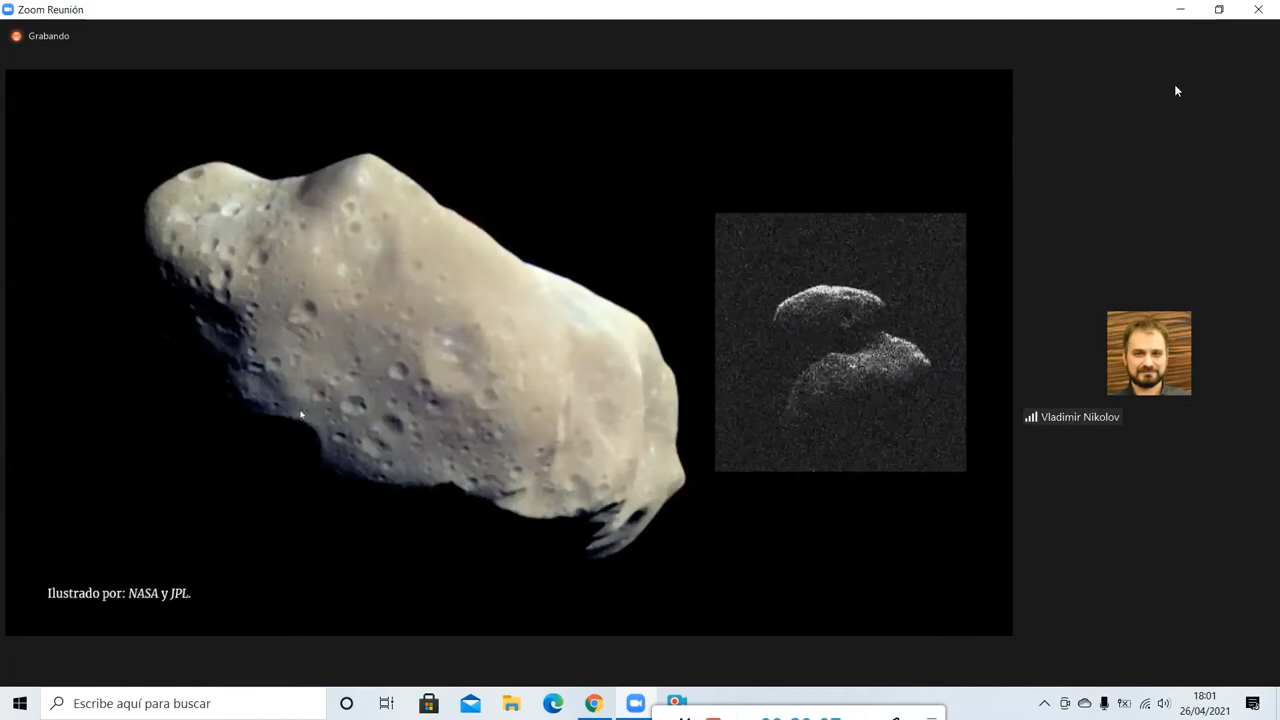 Zoom Reunión
Grabando
Vladimir Nikolov
Ilustrado por: NASA y JPL.
Escribe aquí para buscar
18:01
26/04/2021